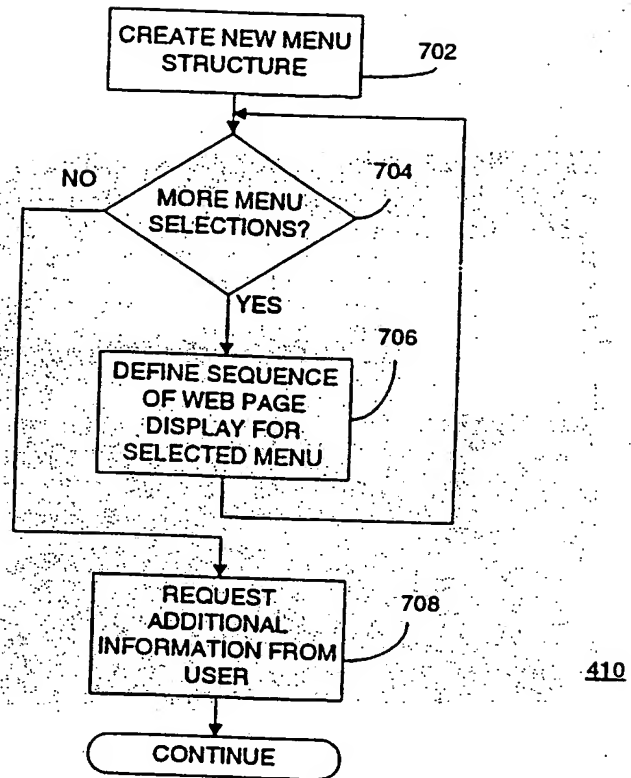 CREATE NEW MENU
STRUCTURE
702
NO
704
MORE MENU
SELECTIONS?
YES
706
DEFINE SEQUENCE
OF WEB PAGE
DISPLAY FOR
SELECTED MENU
REQUEST
ADDITIONAL
INFORMATION FROM
USER
708
410
CONTINUE